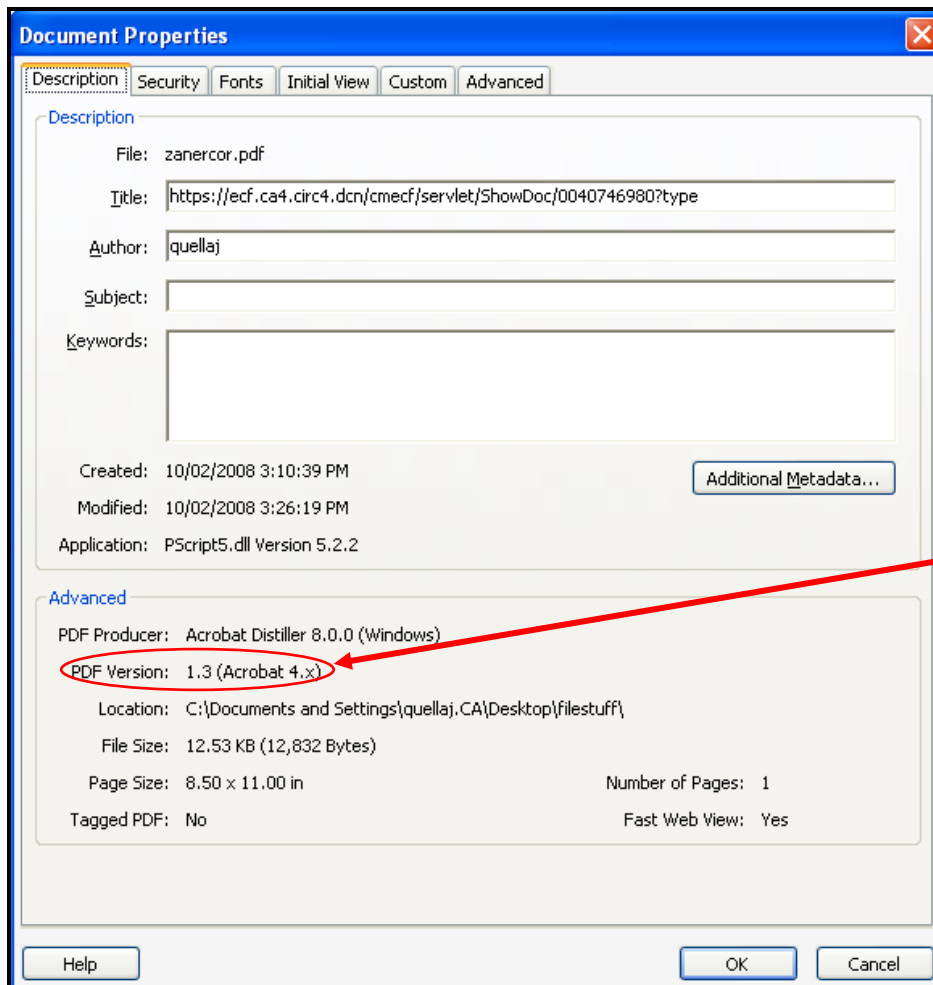 Document Properties
Description Security Fonts Initial View Custom Advanced
Description
File: zanercor.pdf
Title: https://ecf.ca4.circ4.dcn/cmecf/servlet/ShowDoc/0040746980?type
Author: quellaj
Subject:
Keywords:
Created: 10/02/2008 3:10:39 PM
Additional Metadata...
Modified: 10/02/2008 3:26:19 PM
Application: PScript5.dll Version 5.2.2
Advanced
PDF Producer: Acrobat Distiller 8.0.0 (Windows)
PDF Version: 1.3 (Acrobat 4.x)
Location: C:\Documents and Settings\quellaj.CA\Desktop\filestuff\
File Size: 12.53 KB (12,832 Bytes)
Page Size: 8.50 x 11.00 in Number of Pages: 1
Tagged PDF: No Fast Web View: Yes
Help OK Cancel